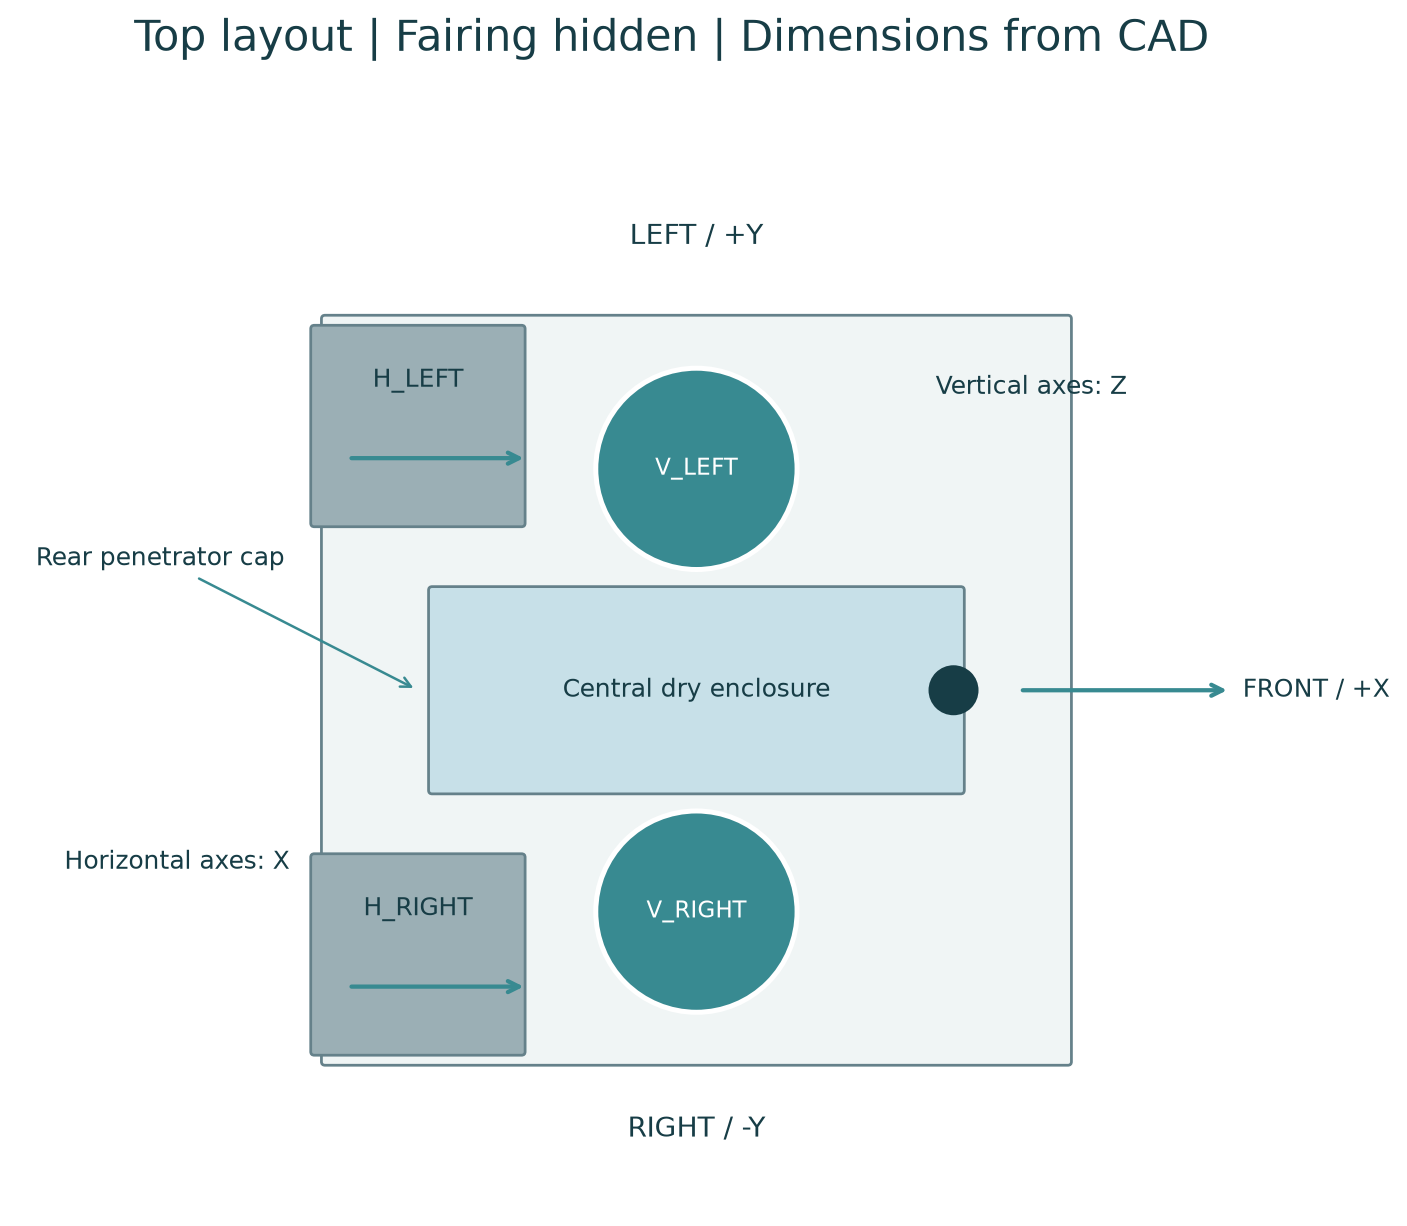 Top layout | Fairing hidden | Dimensions from CAD
LEFT / +Y
H_LEFT
Vertical axes: Z
V_LEFT
Rear penetrator cap
Central dry enclosure
FRONT / +X
Horizontal axes: X
H_RIGHT
V_RIGHT
RIGHT / -Y